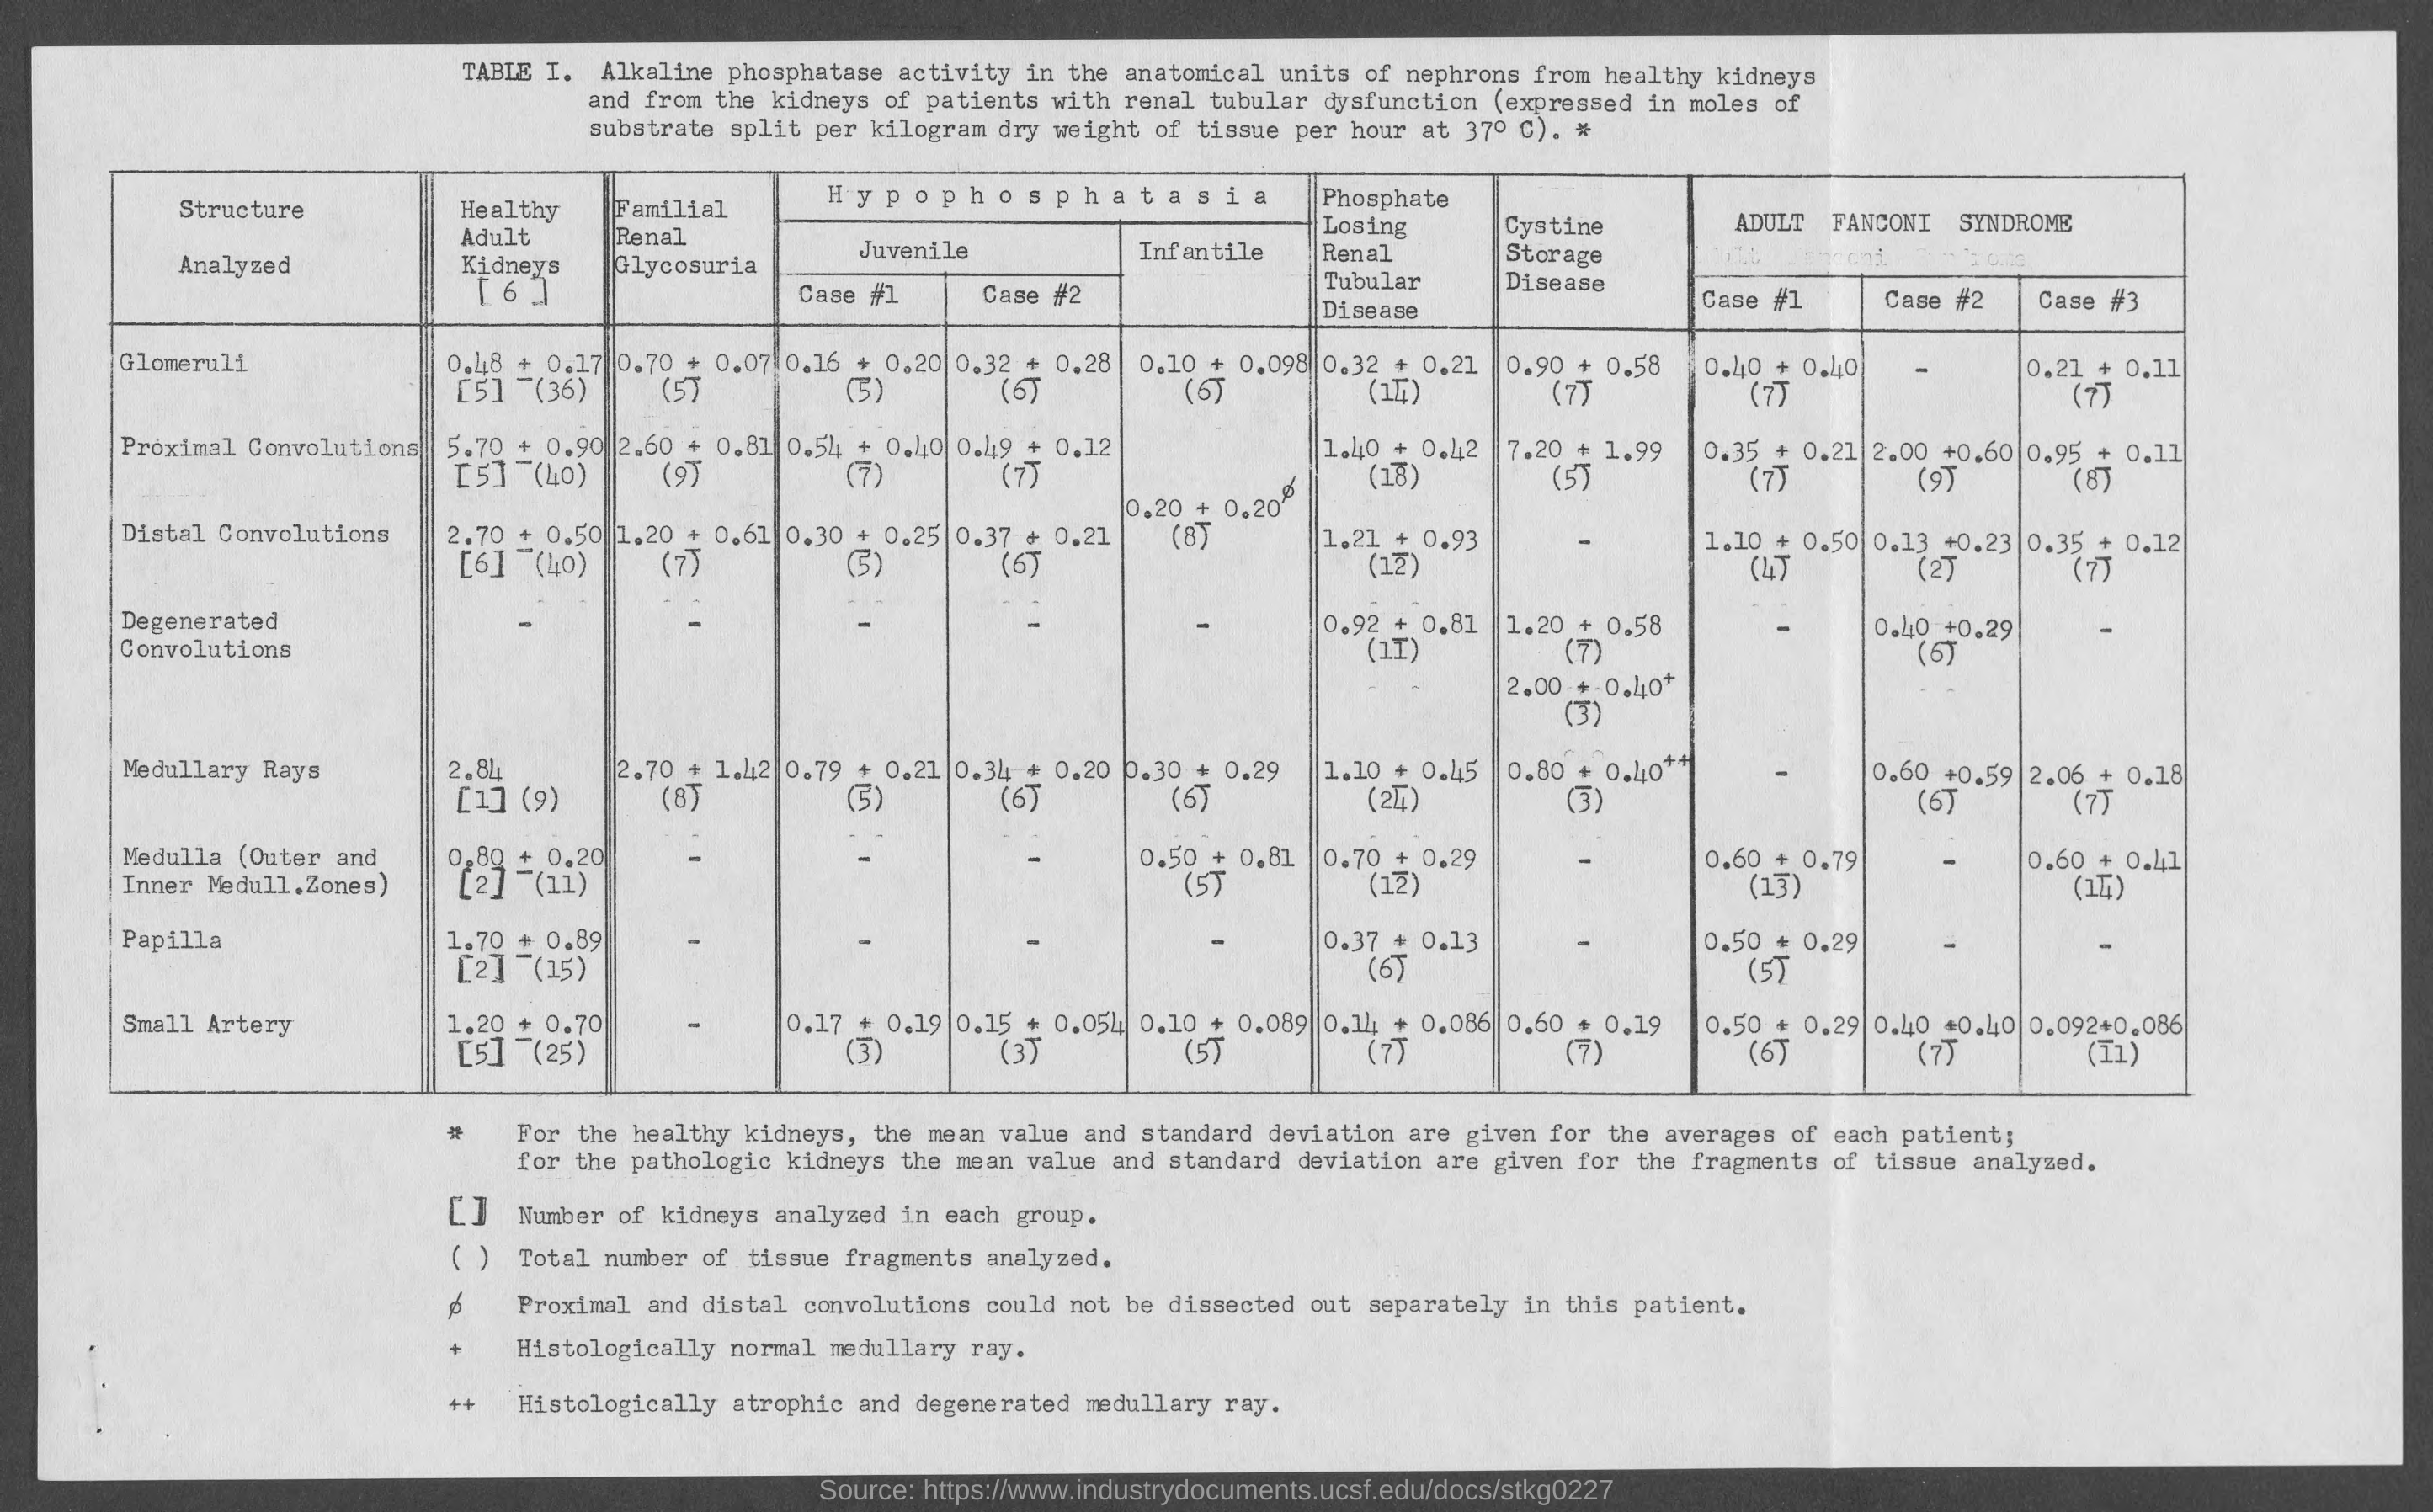 TABLE I. Alkaline phosphatase activity in the anatomical units of nephrons from healthy kidneys
and from the kidneys of patients with renal tubular dysfunction (expressed in moles of
substrate split per kilogram dry weight of tissue per hour at 37º C). *
Structure Analyzed | Healthy Adult Kidneys [6] | Familial Renal Glycosuria | Hypophosphatasia | Phosphate Losing Renal Tubular Disease | Cystine Storage Disease | ADULT FANCONI SYNDROME
Juvenile | Infantile
Case #1 | Case #2 | Case #1 | Case #2 | Case #3
Glomeruli | 0.48 ± 0.17 | 0.70 ± 0.07 | 0.16 ± 0.20 | 0.32 ± 0.28 | 0.10 ± 0.098 | 0.32 ± 0.21 | 0.90 ± 0.58 | 0.40 ± 0.40 | - | 0.21 ± 0.11
[5] (36) | (5) | (5) | (6) | (6) | (14) | (7) | (7) | (7)
Proximal Convolutions | 5.70 ± 0.90 | 2.60 ± 0.81 | 0.54 ± 0.40 | 0.49 ± 0.12 | 1.40 ± 0.42 | 7.20 ± 1.99 | 0.35 ± 0.21 | 2.00 ±0.60 | 0.95 ± 0.11
[5] (40) | (9) | (7) | (7) | (18) | (5) | (7) | (9) | (8)
0.20 ± 0.20ϕ
(8)
Distal Convolutions | 2.70 ± 0.50 | 1.20 ± 0.61 | 0.30 ± 0.25 | 0.37 ± 0.21 | 1.21 ± 0.93 | - | 1.10 ± 0.50 | 0.13 ±0.23 | 0.35 ± 0.12
[6] (40) | (7) | (5) | (6) | (12) | (4) | (2) | (7)
Degenerated | - | - | - | - | - | 0.92 ± 0.81 | 1.20 ± 0.58 | - | 0.40 ±0.29 | -
Convolutions | (11) | (7) | (6)
2.00 ± 0.40+
(3)
Medullary Rays | 2.84 | 2.70 ± 1.42 | 0.79 ± 0.21 | 0.34 ± 0.20 | 0.30 ± 0.29 | 1.10 ± 0.45 | 0.80 ± 0.40++ | - | 0.60 ±0.59 | 2.06 ± 0.18
[1] (9) | (8) | (5) | (6) | (6) | (24) | (3) | (6) | (7)
Medulla (Outer and | 0.80 ± 0.20 | - | - | - | 0.50 ± 0.81 | 0.70 ± 0.29 | - | 0.60 ± 0.79 | - | 0.60 ± 0.41
Inner Medull.Zones) | [2] (11) | (5) | (12) | (13) | (14)
Papilla | 1.70 ± 0.89 | - | - | - | - | 0.37 ± 0.13 | - | 0.50 ± 0.29 | - | -
[2] (15) | (6) | (5)
Small Artery | 1.20 ± 0.70 | - | 0.17 ± 0.19 | 0.15 ± 0.054 | 0.10 ± 0.089 | 0.14 ± 0.086 | 0.60 ± 0.19 | 0.50 ± 0.29 | 0.40 ±0.40 | 0.092±0.086
[5] (25) | (3) | (3) | (5) | (7) | (7) | (6) | (7) | (11)
* For the healthy kidneys, the mean value and standard deviation are given for the averages of each patient;
for the pathologic kidneys the mean value and standard deviation are given for the fragments of tissue analyzed.
[] Number of kidneys analyzed in each group.
( ) Total number of tissue fragments analyzed.
ϕ Proximal and distal convolutions could not be dissected out separately in this patient.
+ Histologically normal medullary ray.
++ Histologically atrophic and degenerated medullary ray.
Source: https://www.industrydocuments.ucsf.edu/docs/stkg0227